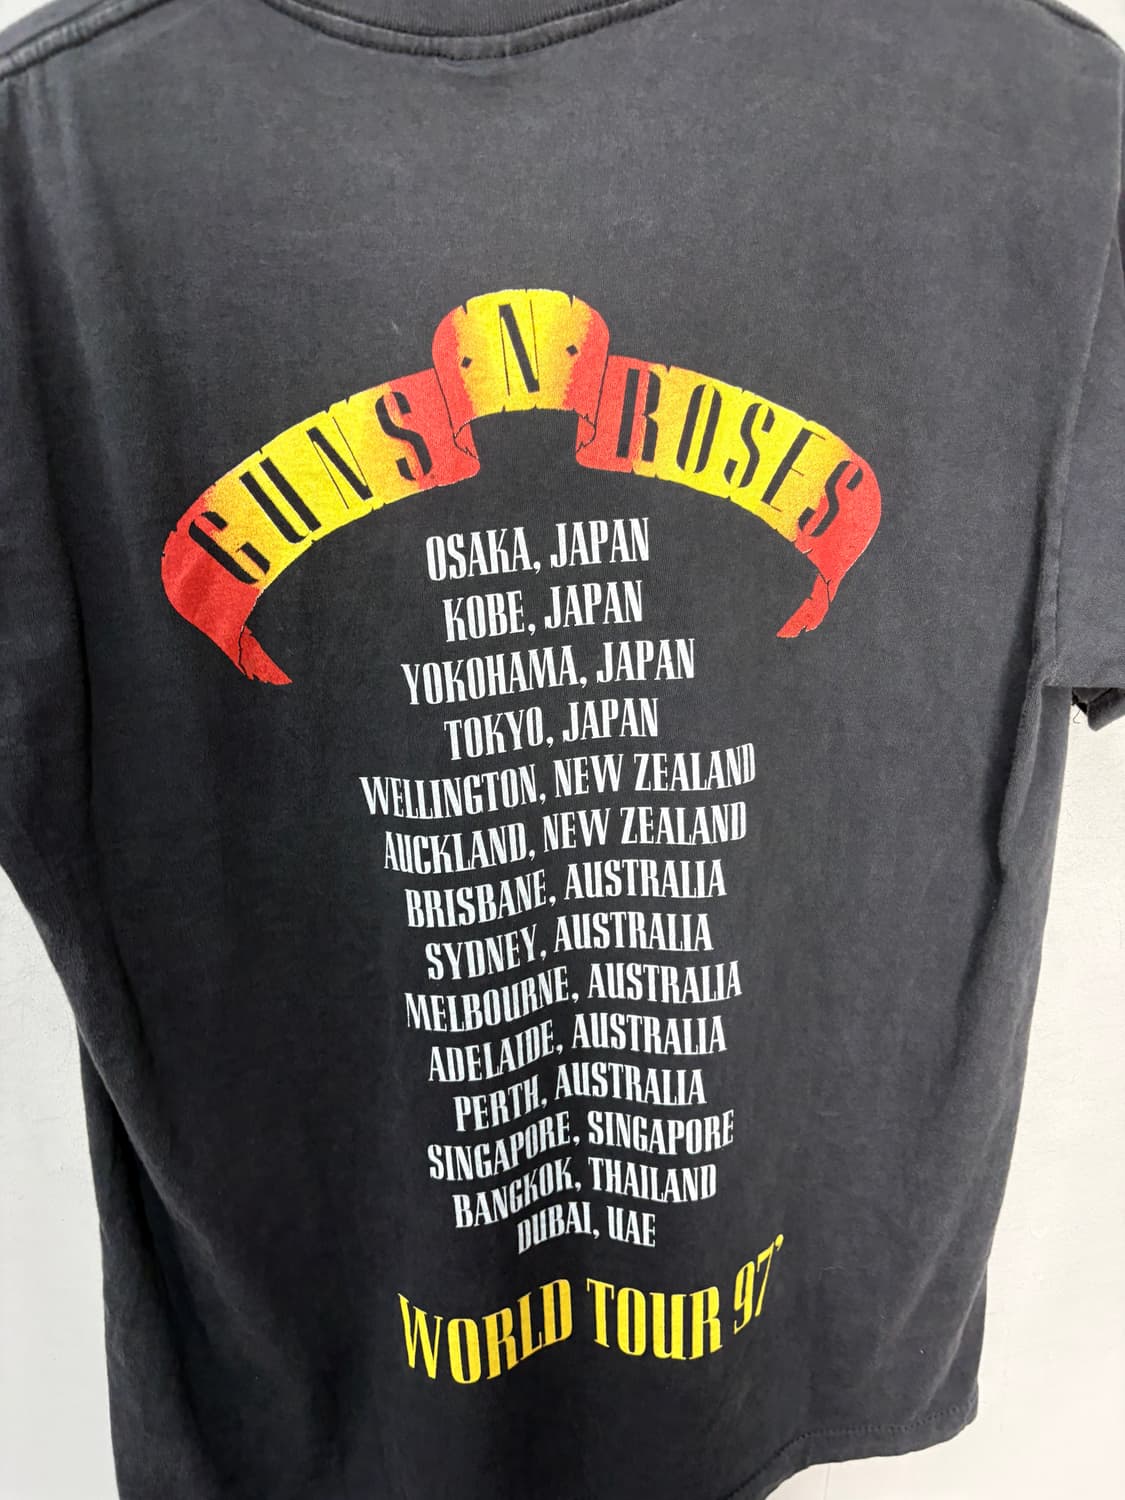 GUNS · N · ROSES
OSAKA, JAPAN
KOBE, JAPAN
YOKOHAMA, JAPAN
TOKYO, JAPAN
WELLINGTON, NEW ZEALAND
AUCKLAND, NEW ZEALAND
BRISBANE, AUSTRALIA
SYDNEY, AUSTRALIA
MELBOURNE, AUSTRALIA
ADELAIDE, AUSTRALIA
PERTH, AUSTRALIA
SINGAPORE, SINGAPORE
BANGKOK, THAILAND
DUBAI, UAE
WORLD TOUR 97'